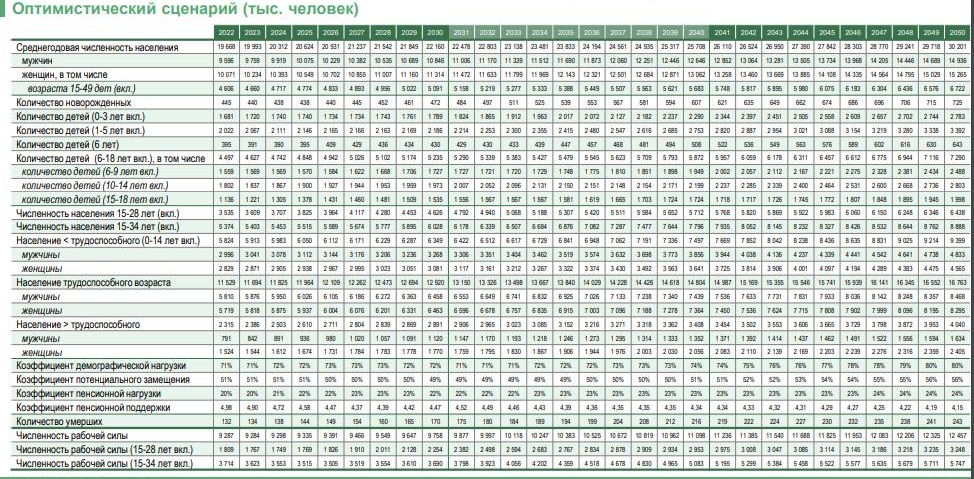 Оптимистический сценарий (тыс. человек)
2022 2023 2024 2025 2026 2027 2028 2029 2030 2031 2032 2033 2034 2035 2036 2037 2038 2039 2040 2041 2042 2043 2044 2045 2046 2047 2048 2049 2050
Среднегодовая численность населения 19 668 19 993 20 312 20 624 20 931 21 237 21 542 21 849 22 160 22 478 22 803 23 138 23 481 23 833 24 194 24 561 24 935 25 317 25 708 26 110 26 524 26 950 27 390 27 842 28 303 28 770 29 241 29 718 30 201
мужчин 9 596 9 759 9 919 10 075 10 229 10 382 10 535 10 689 10 846 11 006 11 170 11 339 11 512 11 690 11 873 12 060 12 251 12 446 12 646 12 852 13 064 13 281 13 505 13 734 13 968 14 205 14 446 14 689 14 936
женщин, в том числе 10 071 10 234 10 393 10 549 10 702 10 855 11 007 11 160 11 314 11 472 11 633 11 799 11 969 12 143 12 321 12 501 12 684 12 871 13 062 13 258 13 460 13 669 13 885 14 108 14 335 14 564 14 795 15 029 15 265
возраста 15-49 лет (вкл.) 4 606 4 660 4 717 4 774 4 833 4 893 4 956 5 022 5 091 5 158 5 219 5 277 5 333 5 388 5 449 5 507 5 563 5 621 5 683 5 748 5 817 5 895 5 980 6 075 6 183 6 304 6 436 6 576 6 722
Количество новорожденных 445 440 438 438 440 445 452 461 472 484 497 511 525 539 553 567 581 594 607 621 635 649 662 674 686 696 706 715 725
Количество детей (0-3 лет вкл.) 1 681 1 720 1 740 1 740 1 734 1 734 1 743 1 761 1 789 1 824 1 865 1 912 1 963 2 017 2 072 2 127 2 182 2 237 2 290 2 344 2 397 2 451 2 505 2 558 2 609 2 657 2 702 2 744 2 783
Количество детей (1-5 лет вкл.) 2 022 2 067 2 111 2 146 2 165 2 166 2 163 2 169 2 186 2 214 2 253 2 300 2 355 2 415 2 480 2 547 2 616 2 685 2 753 2 820 2 887 2 954 3 021 3 088 3 154 3 219 3 280 3 338 3 392
Количество детей (6 лет) 395 391 390 395 409 429 436 434 430 429 430 433 439 447 457 468 481 494 508 522 536 549 563 576 589 602 616 630 643
Количество детей (6-18 лет вкл.), в том числе 4 497 4 627 4 742 4 848 4 942 5 026 5 102 5 174 5 235 5 290 5 339 5 383 5 427 5 479 5 545 5 623 5 709 5 793 5 872 5 957 6 059 6 178 6 311 6 457 6 612 6 775 6 944 7 116 7 290
количество детей (6-9 лет вкл.) 1 559 1 569 1 569 1 570 1 584 1 622 1 668 1 706 1 727 1 727 1 721 1 720 1 729 1 748 1 775 1 810 1 851 1 898 1 949 2 002 2 057 2 112 2 167 2 221 2 275 2 328 2 381 2 434 2 488
количество детей (10-14 лет вкл.) 1 802 1 837 1 867 1 900 1 927 1 944 1 953 1 959 1 973 2 007 2 052 2 096 2 131 2 150 2 151 2 148 2 154 2 171 2 199 2 237 2 285 2 339 2 400 2 464 2 531 2 600 2 668 2 736 2 803
количество детей (15-18 лет вкл.) 1 136 1 221 1 305 1 378 1 431 1 460 1 481 1 509 1 535 1 556 1 567 1 567 1 567 1 581 1 619 1 665 1 703 1 724 1 724 1 718 1 717 1 726 1 745 1 772 1 807 1 848 1 895 1 945 1 998
Численность населения 15-28 лет (вкл.) 3 535 3 609 3 707 3 825 3 964 4 117 4 280 4 453 4 626 4 792 4 940 5 068 5 188 5 307 5 420 5 511 5 584 5 652 5 712 5 768 5 820 5 869 5 922 5 983 6 060 6 150 6 248 6 346 6 438
Численность населения 15-34 лет (вкл.) 5 374 5 403 5 453 5 515 5 589 5 674 5 777 5 895 6 028 6 178 6 339 6 507 6 684 6 876 7 082 7 287 7 477 7 644 7 796 7 935 8 052 8 145 8 232 8 327 8 426 8 532 8 644 8 762 8 888
Население < трудоспособного (0-14 лет вкл.) 5 824 5 913 5 983 6 050 6 112 6 171 6 229 6 287 6 349 6 422 6 512 6 617 6 729 6 841 6 948 7 062 7 191 7 336 7 497 7 669 7 852 8 042 8 238 8 436 8 635 8 831 9 025 9 214 9 399
мужчины 2 996 3 041 3 078 3 112 3 144 3 176 3 206 3 236 3 268 3 306 3 351 3 404 3 462 3 519 3 574 3 632 3 698 3 773 3 856 3 944 4 038 4 136 4 237 4 339 4 441 4 542 4 641 4 738 4 833
женщины 2 829 2 871 2 905 2 938 2 967 2 995 3 023 3 051 3 081 3 117 3 161 3 212 3 267 3 322 3 374 3 430 3 492 3 563 3 641 3 725 3 814 3 906 4 001 4 097 4 194 4 289 4 383 4 475 4 565
Население трудоспособного возраста 11 529 11 694 11 825 11 964 12 109 12 262 12 473 12 694 12 920 13 150 13 326 13 498 13 667 13 840 14 029 14 228 14 426 14 618 14 804 14 987 15 169 15 355 15 546 15 741 15 939 16 141 16 345 16 552 16 763
мужчины 5 810 5 876 5 950 6 026 6 105 6 186 6 272 6 363 6 458 6 553 6 649 6 741 6 832 6 925 7 026 7 133 7 238 7 340 7 439 7 536 7 633 7 731 7 831 7 933 8 036 8 142 8 248 8 357 8 468
женщины 5 719 5 818 5 875 5 937 6 004 6 076 6 201 6 331 6 463 6 596 6 678 6 757 6 835 6 915 7 003 7 096 7 188 7 278 7 364 7 450 7 536 7 624 7 715 7 808 7 902 7 999 8 096 8 195 8 295
Население > трудоспособного 2 315 2 386 2 503 2 610 2 711 2 804 2 839 2 869 2 891 2 906 2 965 3 023 3 085 3 152 3 216 3 271 3 318 3 362 3 408 3 454 3 502 3 553 3 606 3 665 3 729 3 798 3 872 3 953 4 040
мужчины 791 842 891 936 980 1 020 1 057 1 091 1 120 1 147 1 170 1 193 1 218 1 246 1 273 1 295 1 314 1 333 1 352 1 371 1 392 1 414 1 437 1 462 1 491 1 522 1 556 1 594 1 634
женщины 1 524 1 544 1 612 1 674 1 731 1 784 1 783 1 778 1 770 1 759 1 795 1 830 1 867 1 906 1 944 1 976 2 003 2 030 2 056 2 083 2 110 2 139 2 169 2 203 2 239 2 276 2 316 2 359 2 405
Коэффициент демографической нагрузки 71% 71% 72% 72% 73% 73% 73% 72% 72% 71% 71% 71% 72% 72% 72% 73% 73% 73% 74% 74% 75% 76% 76% 77% 78% 78% 79% 80% 80%
Коэффициент потенциального замещения 51% 51% 51% 51% 50% 50% 50% 50% 49% 49% 49% 49% 49% 49% 50% 50% 50% 50% 51% 51% 52% 52% 53% 54% 54% 55% 55% 56% 56%
Коэффициент пенсионной нагрузки 20% 20% 21% 22% 22% 23% 23% 23% 22% 22% 22% 22% 23% 23% 23% 23% 23% 23% 23% 23% 23% 23% 23% 23% 23% 24% 24% 24% 24%
Коэффициент пенсионной поддержки 4,98 4,90 4,72 4,58 4,47 4,37 4,39 4,42 4,47 4,52 4,49 4,46 4,43 4,39 4,36 4,35 4,35 4,35 4,34 4,34 4,33 4,32 4,31 4,29 4,27 4,25 4,22 4,19 4,15
Количество умерших 132 134 138 144 149 154 160 165 170 175 180 184 189 194 199 204 208 212 216 219 222 224 227 230 232 235 238 241 243
Численность рабочей силы 9 287 9 284 9 298 9 335 9 391 9 466 9 549 9 647 9 758 9 877 9 997 10 118 10 247 10 383 10 525 10 672 10 819 10 962 11 098 11 236 11 385 11 540 11 688 11 825 11 953 12 083 12 206 12 325 12 457
Численность рабочей силы (15-28 лет вкл.) 1 809 1 767 1 749 1 769 1 826 1 910 2 011 2 128 2 254 2 382 2 498 2 594 2 683 2 767 2 834 2 878 2 909 2 934 2 953 2 975 3 008 3 047 3 085 3 114 3 145 3 186 3 218 3 235 3 248
Численность рабочей силы (15-34 лет вкл.) 3 714 3 623 3 553 3 515 3 505 3 519 3 554 3 610 3 690 3 798 3 923 4 056 4 202 4 359 4 518 4 678 4 830 4 965 5 083 5 195 5 299 5 384 5 458 5 522 5 577 5 635 5 679 5 711 5 747